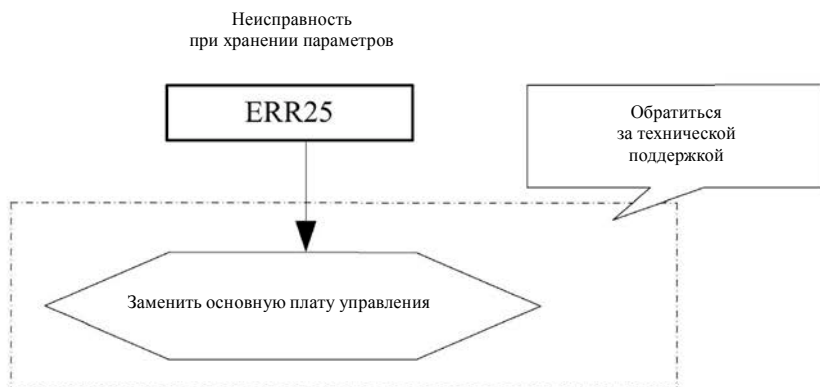 Неисправность
при хранении параметров
ERR25
Обратиться
за технической
поддержкой
Заменить основную плату управления